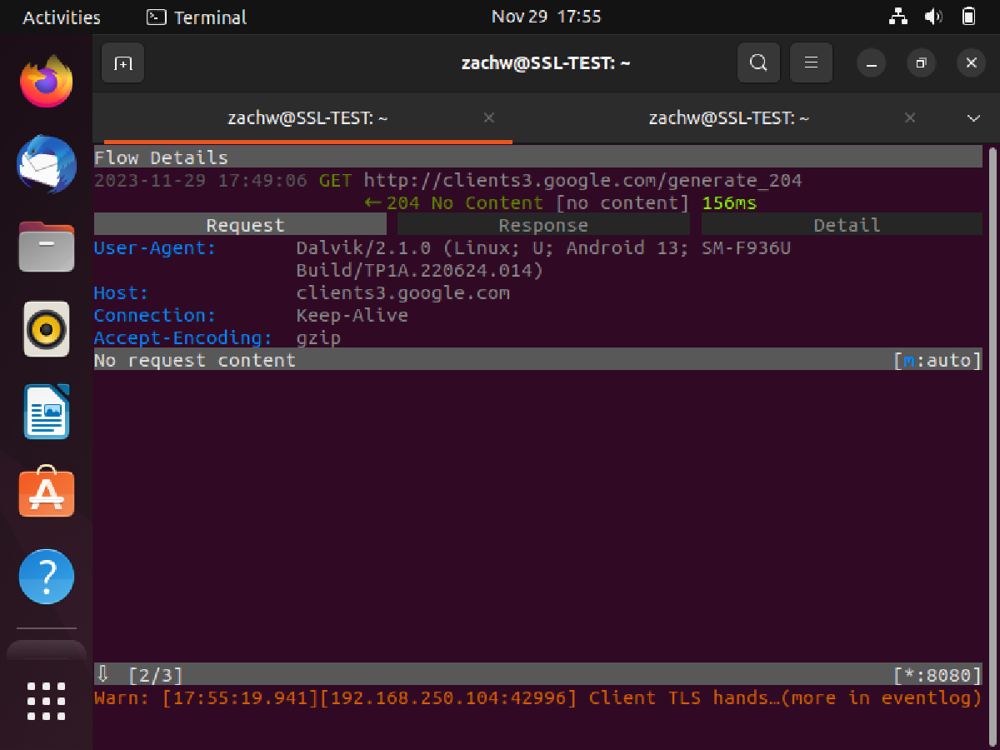 Activities Terminal Nov 29 17:55
zachw@SSL-TEST: ~
zachw@SSL-TEST: ~ zachw@SSL-TEST: ~
Flow Details
2023-11-29 17:49:06 GET http://clients3.google.com/generate_204
←204 No Content [no content] 156ms
Request Response Detail
User-Agent: Dalvik/2.1.0 (Linux; U; Android 13; SM-F936U
Build/TP1A.220624.014)
Host: clients3.google.com
Connection: Keep-Alive
Accept-Encoding: gzip
No request content [m:auto]
⇩ [2/3] [*:8080]
Warn: [17:55:19.941][192.168.250.104:42996] Client TLS hands…(more in eventlog)